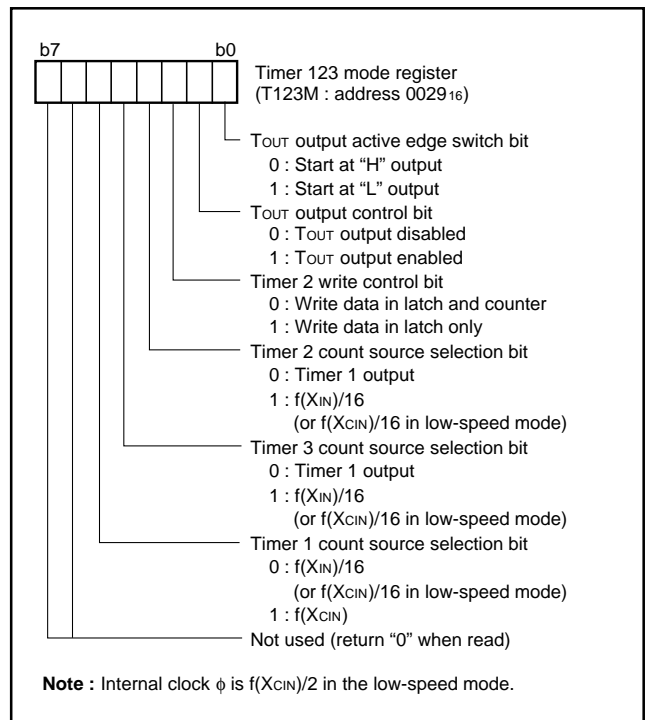 b7 b0
Timer 123 mode register
(T123M : address 002916)
TOUT output active edge switch bit
0 : Start at “H” output
1 : Start at “L” output
TOUT output control bit
0 : TOUT output disabled
1 : TOUT output enabled
Timer 2 write control bit
0 : Write data in latch and counter
1 : Write data in latch only
Timer 2 count source selection bit
0 : Timer 1 output
1 : f(XIN)/16
(or f(XCIN)/16 in low-speed mode)
Timer 3 count source selection bit
0 : Timer 1 output
1 : f(XIN)/16
(or f(XCIN)/16 in low-speed mode)
Timer 1 count source selection bit
0 : f(XIN)/16
(or f(XCIN)/16 in low-speed mode)
1 : f(XCIN)
Not used (return “0” when read)
Note : Internal clock ϕ is f(XCIN)/2 in the low-speed mode.